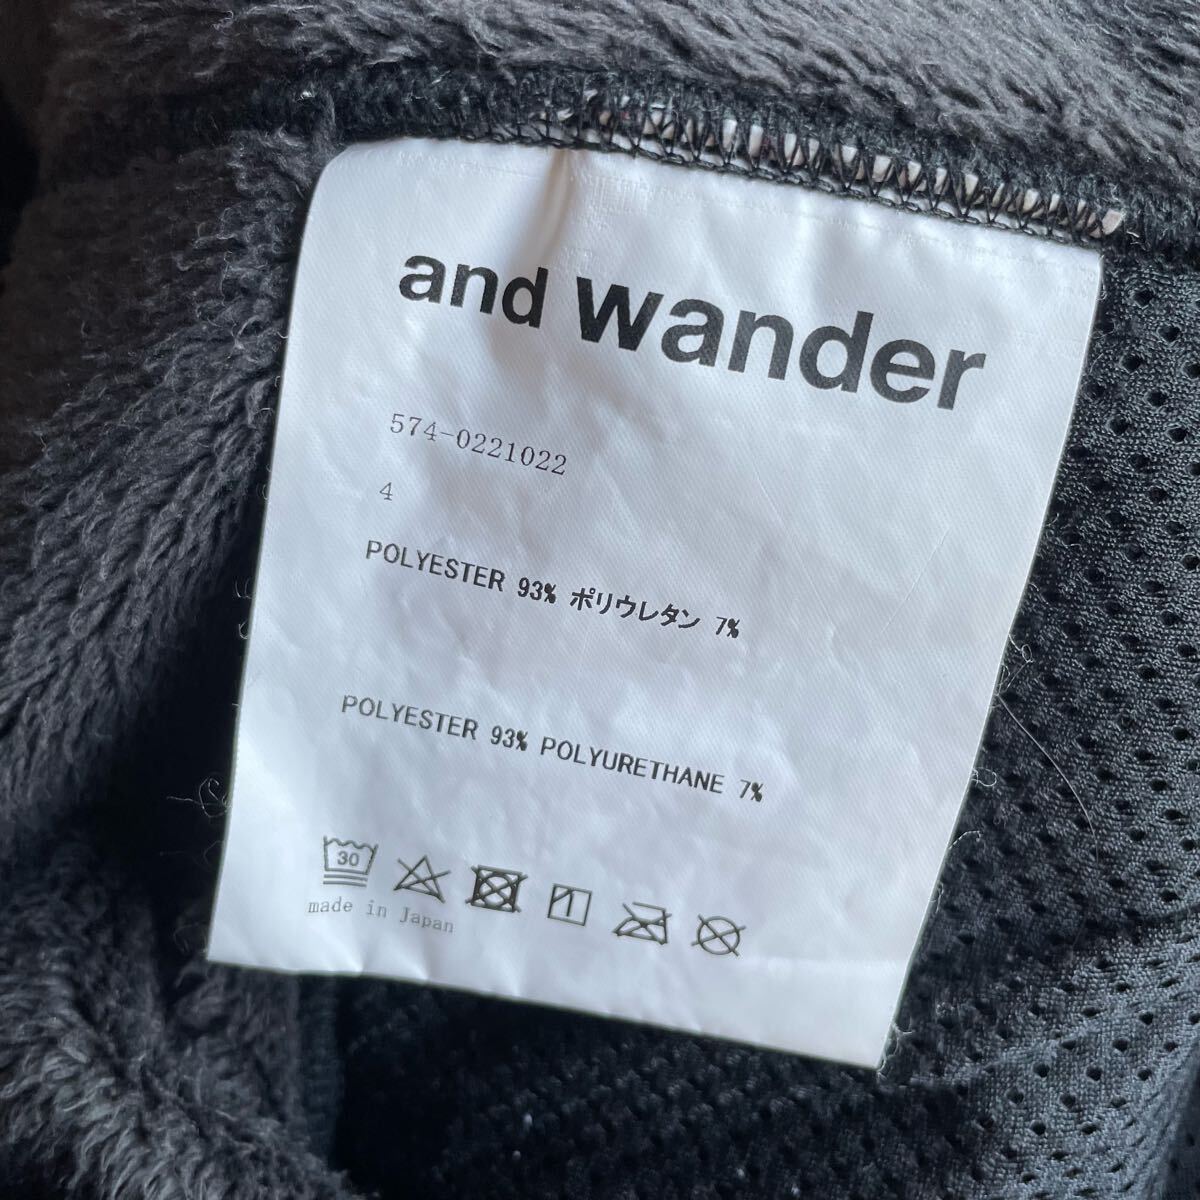 and wander
574-0221022
4
POLYESTER 93% ポリウレタン 7%
POLYESTER 93% POLYURETHANE 7%
30
made in Japan